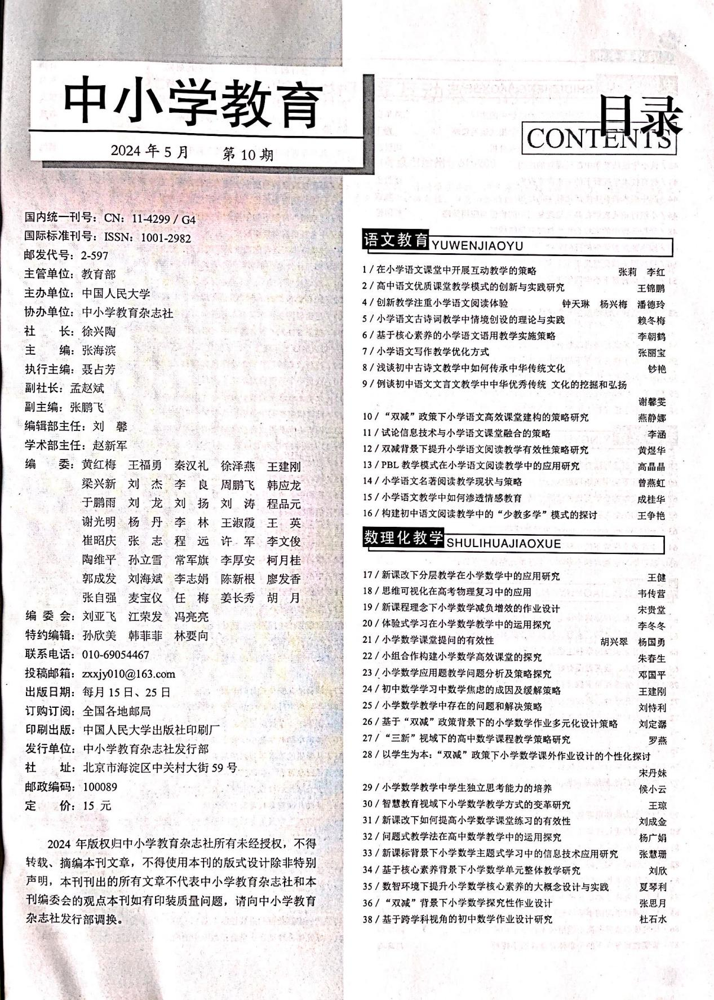 中小学教育
2024年5月 第10期
国内统一刊号：CN：11-4299 / G4
国际标准刊号：ISSN：1001-2982
邮发代号：2-597
主管单位：教育部
主办单位：中国人民大学
协办单位：中小学教育杂志社
社 长：徐兴陶
主 编：张海滨
执行主编：聂占芳
副社长：孟赵斌
副主编：张鹏飞
编辑部主任：刘 馨
学术部主任：赵新军
编 委：黄红梅 王福勇 秦汉礼 徐泽燕 王建刚
梁兴新 刘 杰 李 良 周鹏飞 韩应龙
于鹏雨 刘 龙 刘 扬 刘 涛 程品元
谢光明 杨 丹 李 林 王淑霞 王 英
崔昭庆 张 志 程 远 许 军 李文俊
陶维平 孙立雪 常军旗 李厚安 柯月桂
郭成发 刘海斌 李志娟 陈新根 廖发香
张自强 麦宝仪 任 梅 姜长秀 胡 月
编 委 会：刘亚飞 江荣发 冯亮亮
特约编辑：孙欣美 韩菲菲 林要向
联系电话：010-69054467
投稿邮箱：zxxjy010@163.com
出版日期：每月15日、25日
订购订阅：全国各地邮局
印刷出版：中国人民大学出版社印刷厂
发行单位：中小学教育杂志社发行部
社 址：北京市海淀区中关村大街59号
邮政编码：100089
定 价：15 元
2024 年版权归中小学教育杂志社所有未经授权，不得
转载、摘编本刊文章，不得使用本刊的版式设计除非特别
声明，本刊刊出的所有文章不代表中小学教育杂志社和本
刊编委会的观点本刊如有印装质量问题，请向中小学教育
杂志社发行部调换。
目录
CONTENTS
语文教育 YUWENJIAOYU
1 / 在小学语文课堂中开展互动教学的策略 张莉 李红
2 / 高中语文优质课堂教学模式的创新与实践研究 王锦鹏
4 / 创新教学注重小学语文阅读体验 钟天琳 杨兴梅 潘德玲
5 / 小学语文古诗词教学中情境创设的理论与实践 赖冬梅
6 / 基于核心素养的小学语文语用教学实施策略 李朝鹤
7 / 小学语文写作教学优化方式 张丽宝
8 / 浅谈初中古诗文教学中如何传承中华传统文化 钞艳
9 / 例谈初中语文文言文教学中中华优秀传统 文化的挖掘和弘扬
谢馨雯
10 / “双减”政策下小学语文高效课堂建构的策略研究 燕静娜
11 / 试论信息技术与小学语文课堂融合的策略 李涵
12 / 双减背景下提升小学语文阅读教学有效性策略研究 黄煜华
13 / PBL 教学模式在小学语文阅读教学中的应用研究 高晶晶
14 / 小学语文名著阅读教学现状与策略 曾燕虹
15 / 小学语文教学中如何渗透情感教育 成桂华
16 / 构建初中语文阅读教学中的“少教多学”模式的探讨 王争艳
数理化教学 SHULIHUAJIAOXUE
17 / 新课改下分层教学在小学数学中的应用研究 王健
18 / 思维可视化在高考物理复习中的应用 韦传营
19 / 新课程理念下小学数学减负增效的作业设计 宋贵堂
20 / 体验式学习在小学数学教学中的运用探究 李冬冬
21 / 小学数学课堂提问的有效性 胡兴翠 杨国勇
22 / 小组合作构建小学数学高效课堂的探究 朱春生
23 / 小学数学应用题教学问题分析及策略探究 邓国平
24 / 初中数学学习中数学焦虑的成因及缓解策略 王建刚
25 / 小学数学教学中存在的问题和解决策略 刘恃利
26 / 基于“双减”政策背景下的小学数学作业多元化设计策略 刘定潺
27 / “三新”视域下的高中数学课程教学策略研究 罗燕
28 / 以学生为本：“双减”政策下小学数学课外作业设计的个性化探讨
宋丹妹
29 / 小学数学教学中学生独立思考能力的培养 候小云
30 / 智慧教育视域下小学数学教学方式的变革研究 王琼
31 / 新课改下如何提高小学数学课堂练习的有效性 刘成金
32 / 问题式教学法在高中数学教学中的运用探究 杨广娟
33 / 新课标背景下小学数学主题式学习中的信息技术应用研究 张慧珊
34 / 基于核心素养背景下小学数学单元整体教学研究 刘欣
35 / 数智环境下提升小学数学核心素养的大概念设计与实践 夏琴利
36 / “双减”背景下小学数学探究性作业设计 张思月
38 / 基于跨学科视角的初中数学作业设计研究 杜石水